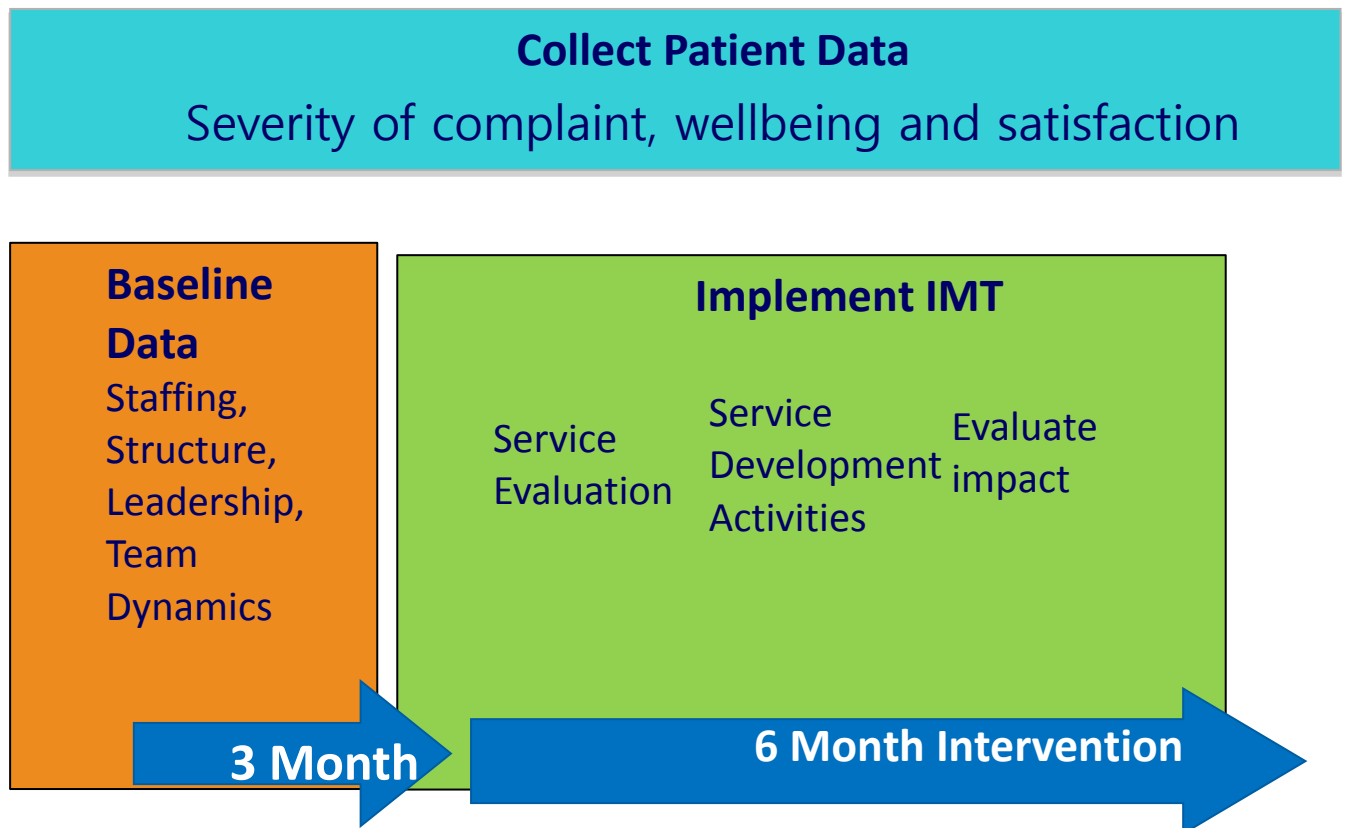 Collect Patient Data
Severity of complaint, wellbeing and satisfaction
Baseline
Data
Staffing,
Structure,
Leadership,
Team
Dynamics
Implement IMT
Service
Evaluation
Service
Development
Activities
Evaluate
impact
3 Month
6 Month Intervention